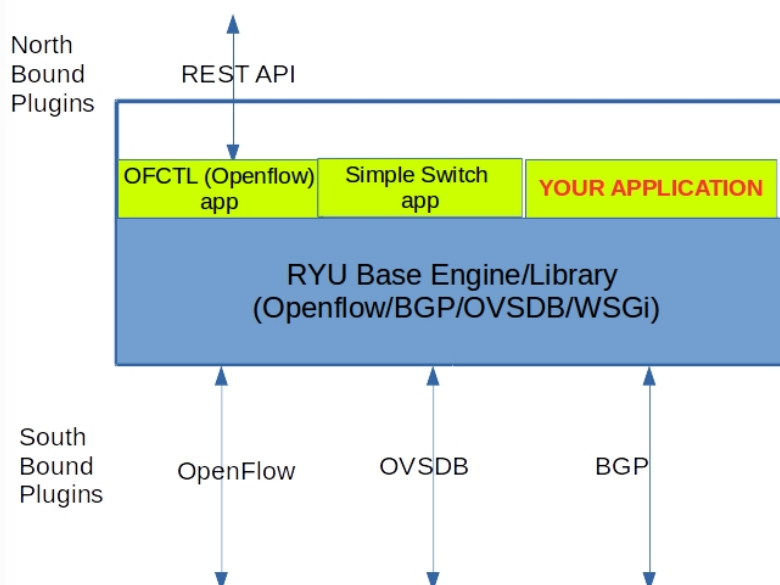 North
Bound
Plugins
REST API
OFCTL (Openflow)
app
Simple Switch
app
YOUR APPLICATION
RYU Base Engine/Library
(Openflow/BGP/OVSDB/WSGi)
South
Bound
Plugins
OpenFlow
OVSDB
BGP